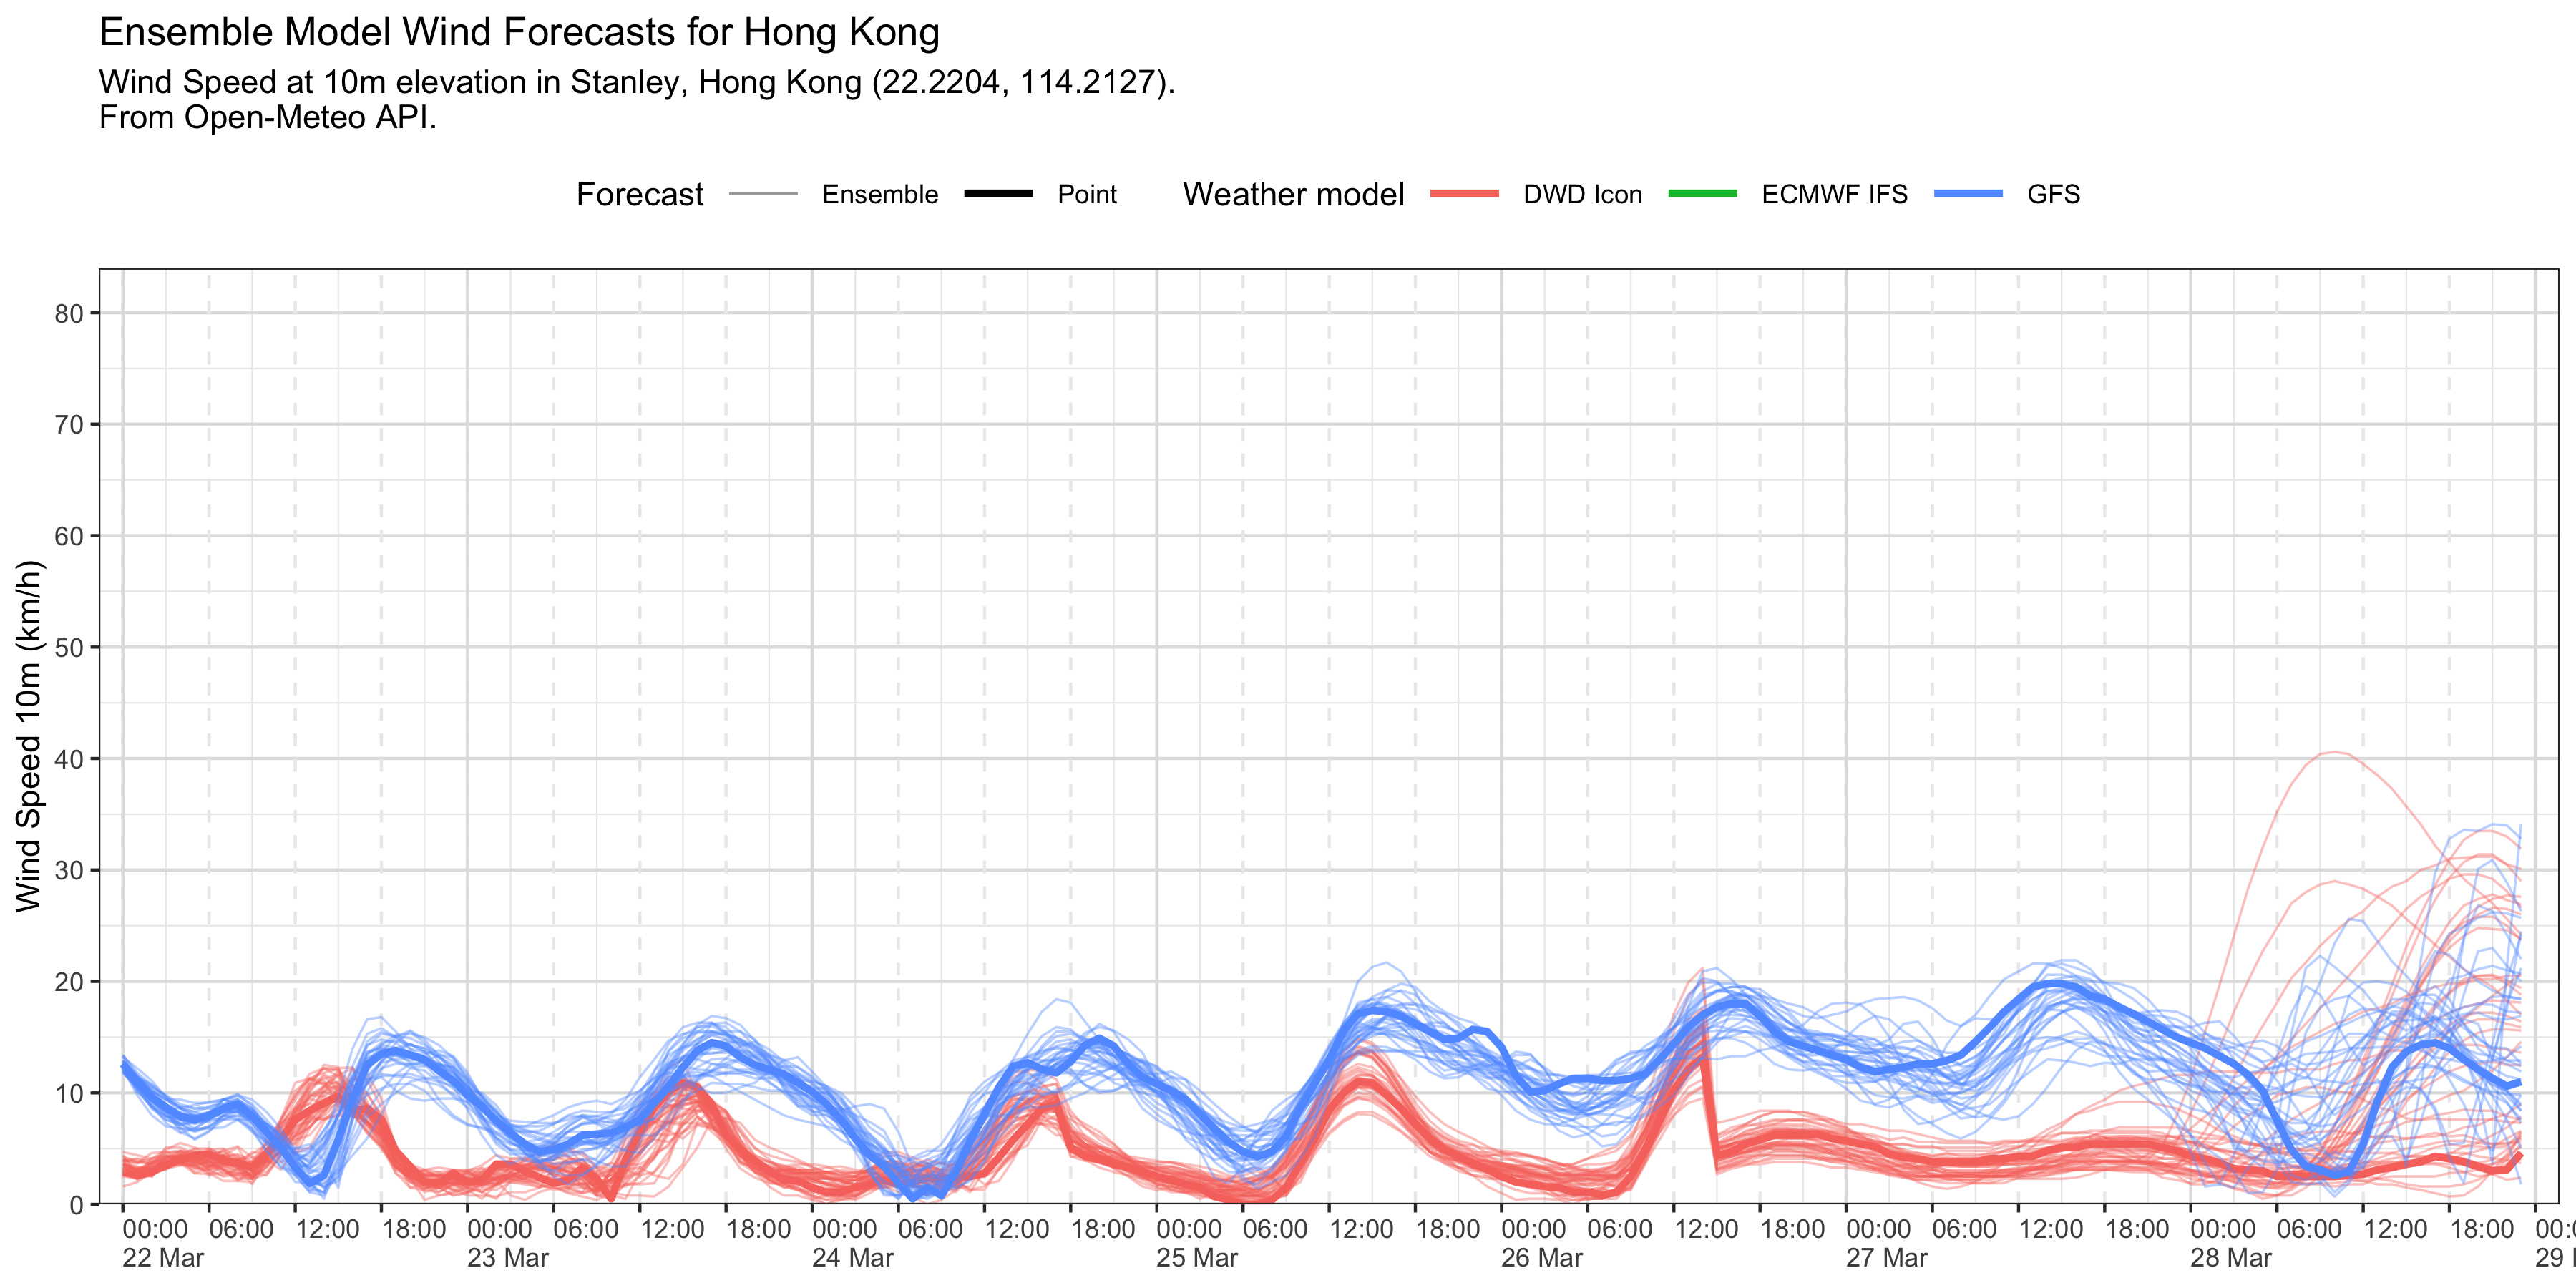 Ensemble Model Wind Forecasts for Hong Kong
Wind Speed at 10m elevation in Stanley, Hong Kong (22.2204, 114.2127).
From Open-Meteo API.
Forecast Ensemble Point Weather model DWD Icon ECMWF IFS GFS
Wind Speed 10m (km/h)
80
70
60
50
40
30
20
10
0
00:00 06:00 12:00 18:00 00:00 06:00 12:00 18:00 00:00 06:00 12:00 18:00 00:00 06:00 12:00 18:00 00:00 06:00 12:00 18:00 00:00 06:00 12:00 18:00 00:00 06:00 12:00 18:00
22 Mar 23 Mar 24 Mar 25 Mar 26 Mar 27 Mar 28 Mar 29